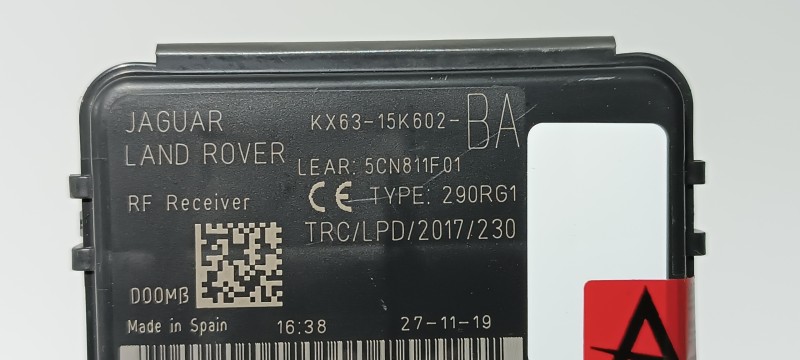 JAGUAR
LAND ROVER
KX63-15K602-BA
LEAR: 5CN811F01
CE TYPE: 290RG1
RF Receiver
TRC/LPD/2017/230
D00Mß
Made in Spain 16:38 27-11-19